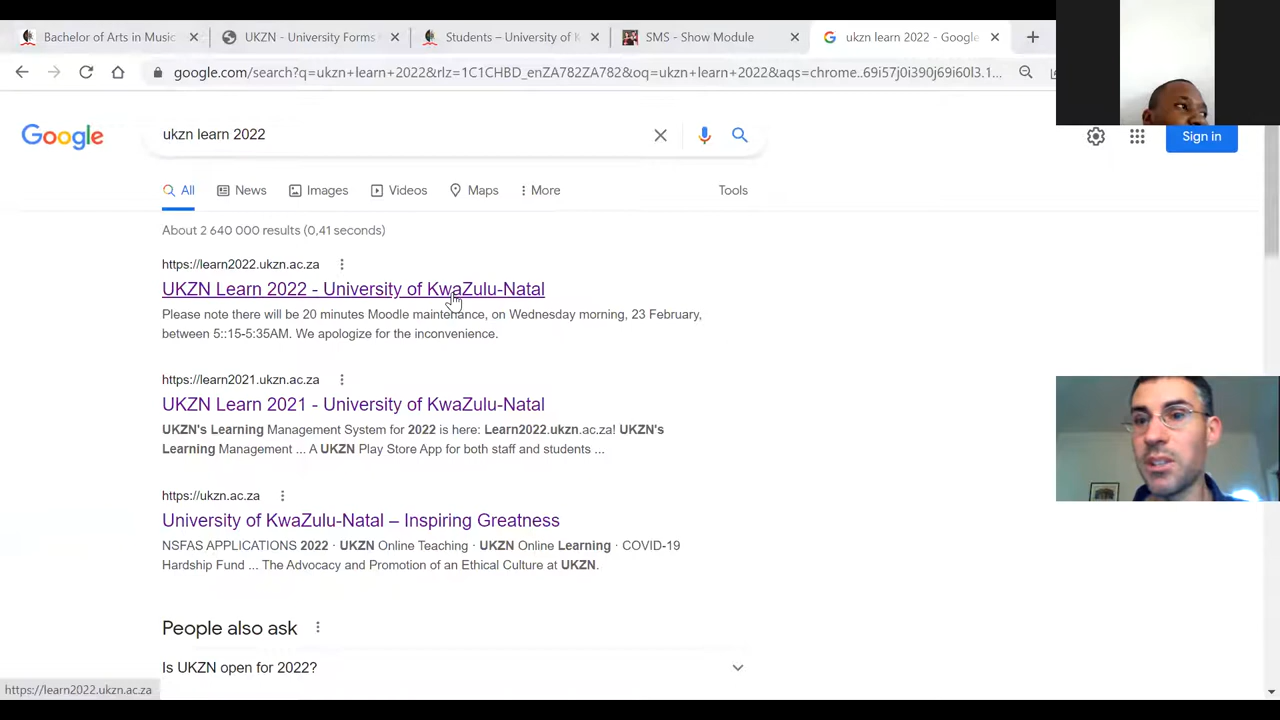 Bachelor of Arts in Music
UKZN - University Forms
Students – University of K
SMS - Show Module
ukzn learn 2022 - Google
google.com/search?q=ukzn+learn+2022&rlz=1C1CHBD_enZA782ZA782&oq=ukzn+learn+2022&aqs=chrome..69i57j0i390j69i60l3.1...
Google
ukzn learn 2022
Sign in
All
News
Images
Videos
Maps
More
Tools
About 2 640 000 results (0,41 seconds)
https://learn2022.ukzn.ac.za
UKZN Learn 2022 - University of KwaZulu-Natal
Please note there will be 20 minutes Moodle maintenance, on Wednesday morning, 23 February,
between 5::15-5:35AM. We apologize for the inconvenience.
https://learn2021.ukzn.ac.za
UKZN Learn 2021 - University of KwaZulu-Natal
UKZN's Learning Management System for 2022 is here: Learn2022.ukzn.ac.za! UKZN's
Learning Management ... A UKZN Play Store App for both staff and students ...
https://ukzn.ac.za
University of KwaZulu-Natal – Inspiring Greatness
NSFAS APPLICATIONS 2022 · UKZN Online Teaching · UKZN Online Learning · COVID-19
Hardship Fund ... The Advocacy and Promotion of an Ethical Culture at UKZN.
People also ask
Is UKZN open for 2022?
https://learn2022.ukzn.ac.za